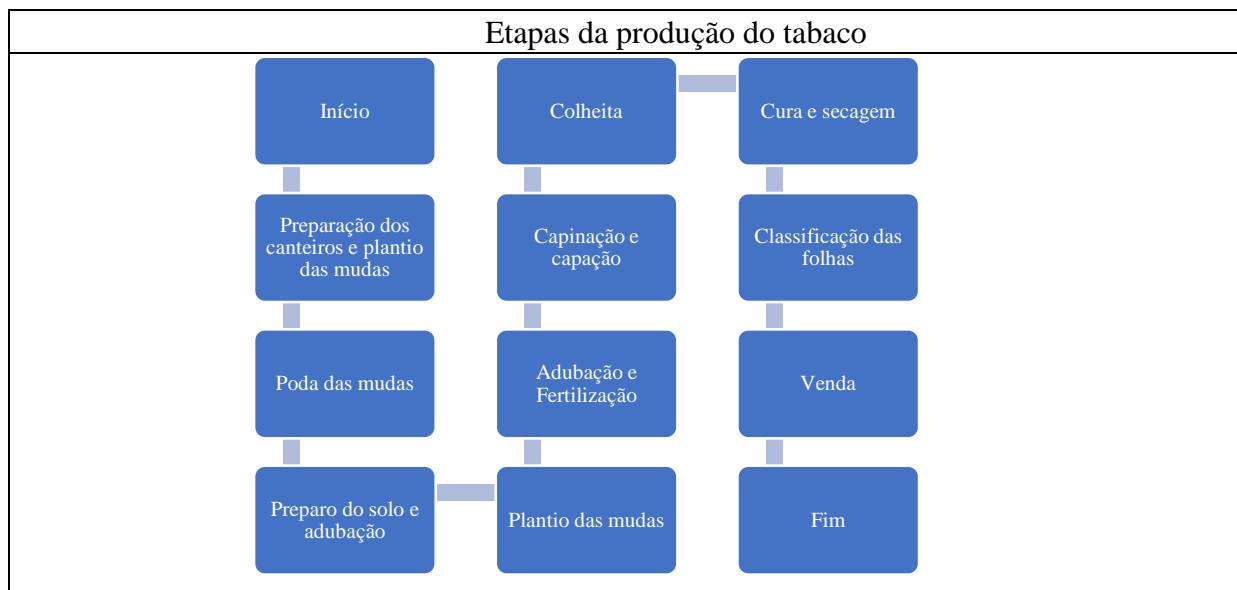 Etapas da produção do tabaco
Início
Preparação dos
canteiros e plantio
das mudas
Poda das mudas
Preparo do solo e
adubação
Plantio das mudas
Adubação e
Fertilização
Capinação e
capação
Colheita
Cura e secagem
Classificação das
folhas
Venda
Fim